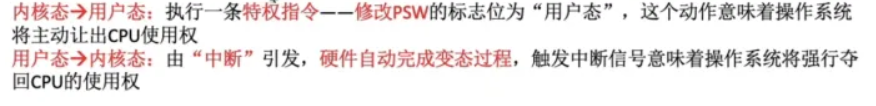 内核态→用户态：执行一条特权指令——修改PSW的标志位为“用户态”，这个动作意味着操作系统
将主动让出CPU使用权
用户态→内核态：由“中断”引发，硬件自动完成变态过程，触发中断信号意味着操作系统将强行夺
回CPU的使用权